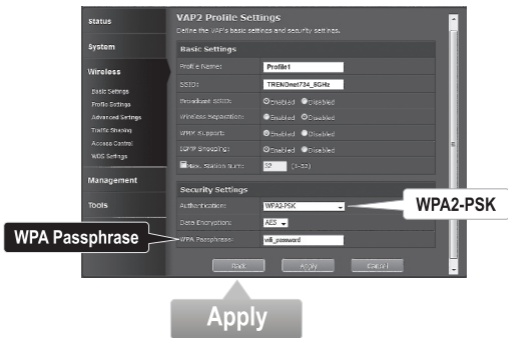 Status
System
Wireless
Basic Settings
Profile Settings
Advanced Settings
Traffic Shaping
Access Control
WDS Settings
Management
Tools
VAP2 Profile Settings
Define the VAP's basic settings and security settings.
Basic Settings
Profile Name: Profile1
SSID: TRENDnet734_5GHz
Broadcast SSID: Enabled Disabled
Wireless Separation: Enabled Disabled
WMM Support: Enabled Disabled
IGMP Snooping: Enabled Disabled
Max. Station Num: 32 (1-32)
Security Settings
Authentication: WPA2-PSK
WPA2-PSK
Data Encryption: AES
WPA Passphrase
WPA Passphrase: wifi_password
Back Apply Cancel
Apply